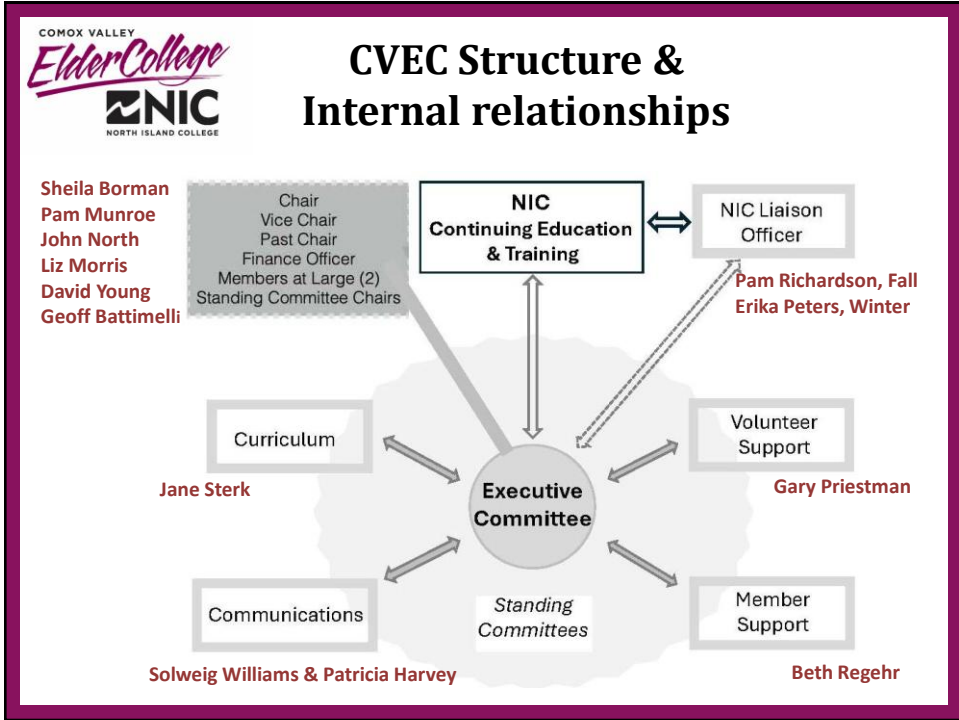 COMOX VALLEY
ElderCollege
NIC
NORTH ISLAND COLLEGE
CVEC Structure &
Internal relationships
Sheila Borman
Pam Munroe
John North
Liz Morris
David Young
Geoff Battimelli
Chair
Vice Chair
Past Chair
Finance Officer
Members at Large (2)
Standing Committee Chairs
NIC
Continuing Education
& Training
NIC Liaison
Officer
Pam Richardson, Fall
Erika Peters, Winter
Curriculum
Jane Sterk
Volunteer
Support
Gary Priestman
Executive
Committee
Communications
Solweig Williams & Patricia Harvey
Standing
Committees
Member
Support
Beth Regehr